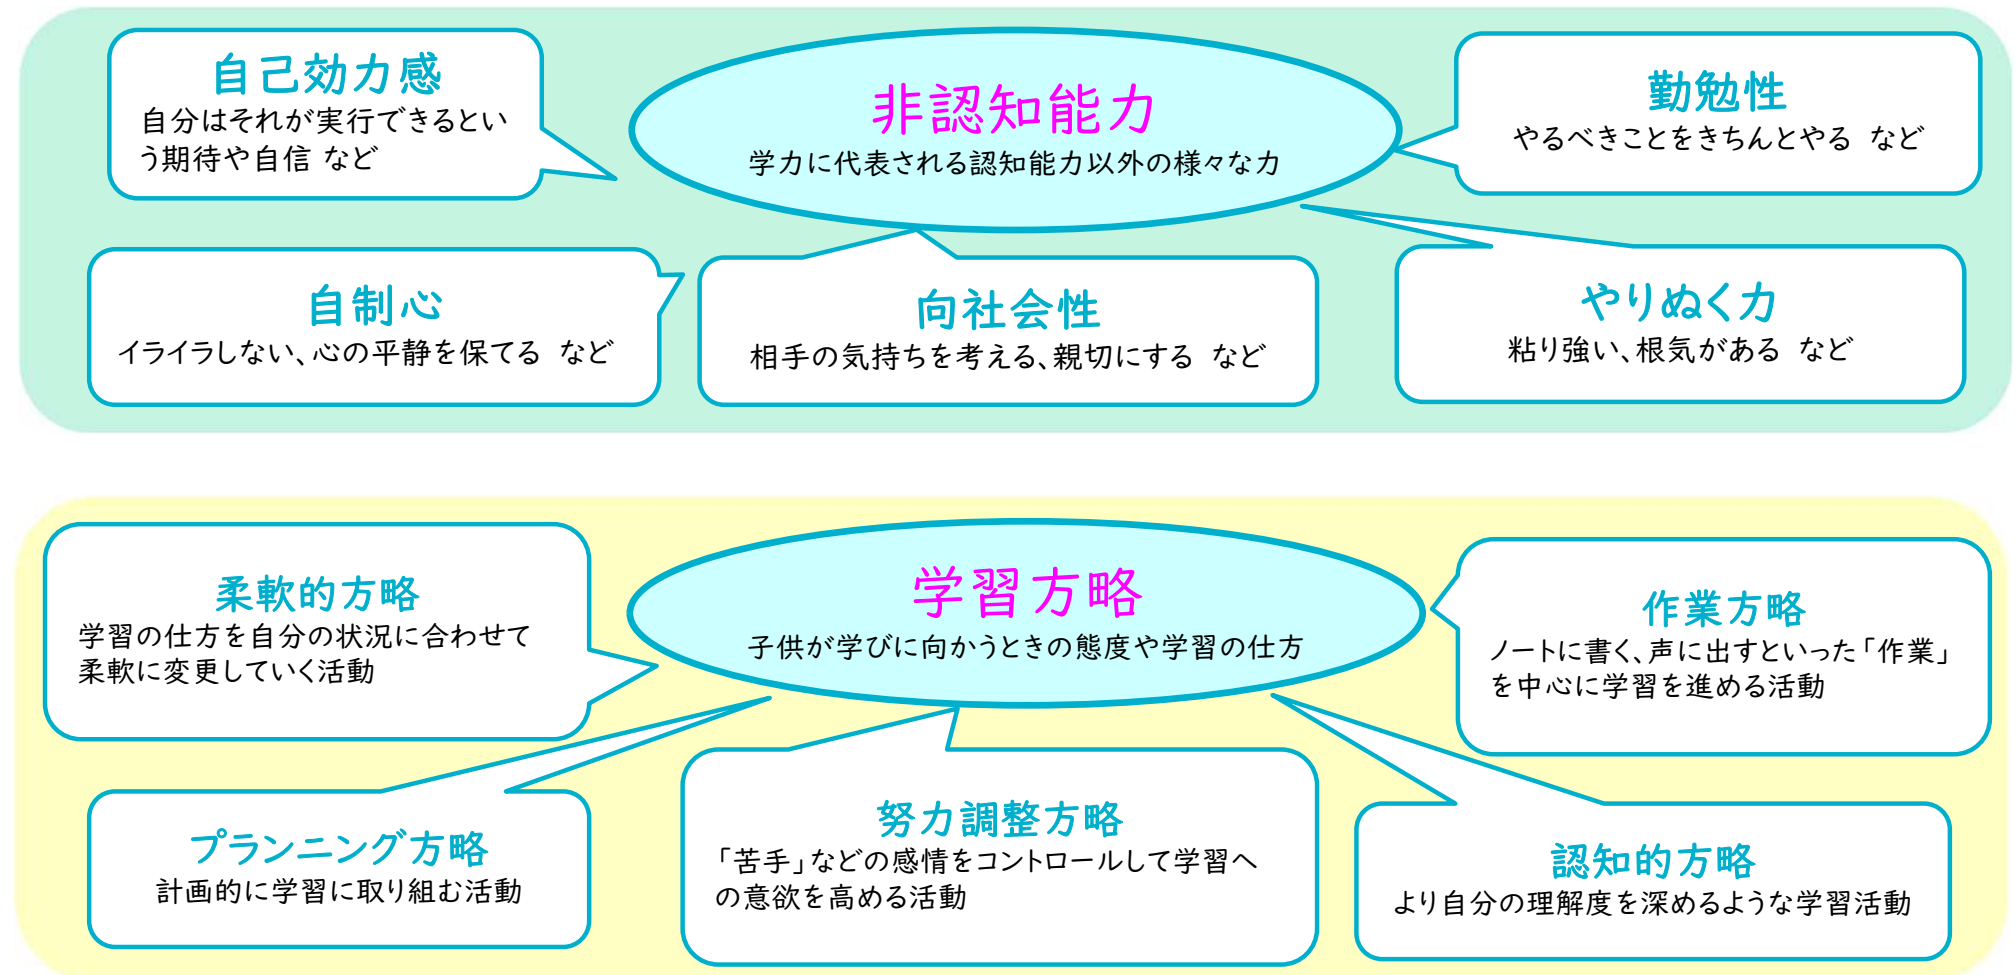 自己効力感
自分はそれが実行できるとい
う期待や自信 など
非認知能力
学力に代表される認知能力以外の様々な力
勤勉性
やるべきことをきちんとやる など
自制心
イライラしない、心の平静を保てる など
向社会性
相手の気持ちを考える、親切にする など
やりぬく力
粘り強い、根気がある など
柔軟的方略
学習の仕方を自分の状況に合わせて
柔軟に変更していく活動
学習方略
子供が学びに向かうときの態度や学習の仕方
作業方略
ノートに書く、声に出すといった「作業」
を中心に学習を進める活動
プランニング方略
計画的に学習に取り組む活動
努力調整方略
「苦手」などの感情をコントロールして学習へ
の意欲を高める活動
認知的方略
より自分の理解度を深めるような学習活動